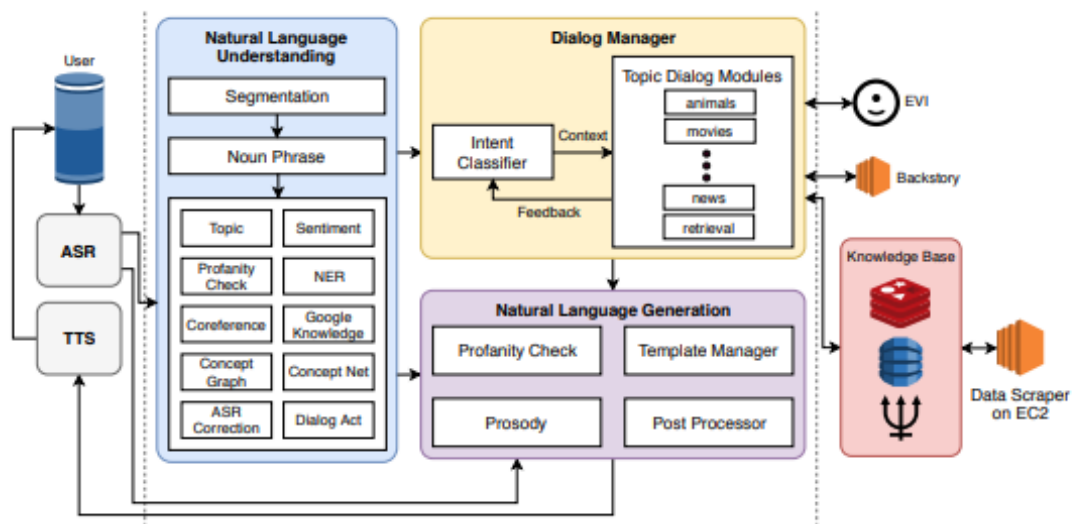 User
ASR
TTS
Natural Language
Understanding
Segmentation
Noun Phrase
Topic
Sentiment
Profanity
Check
NER
Coreference
Google
Knowledge
Concept
Graph
Concept Net
ASR
Correction
Dialog Act
Dialog Manager
Intent
Classifier
Context
Feedback
Topic Dialog Modules
animals
movies
news
retrieval
Natural Language Generation
Profanity Check
Template Manager
Prosody
Post Processor
EVI
Backstory
Knowledge Base
Data Scraper
on EC2